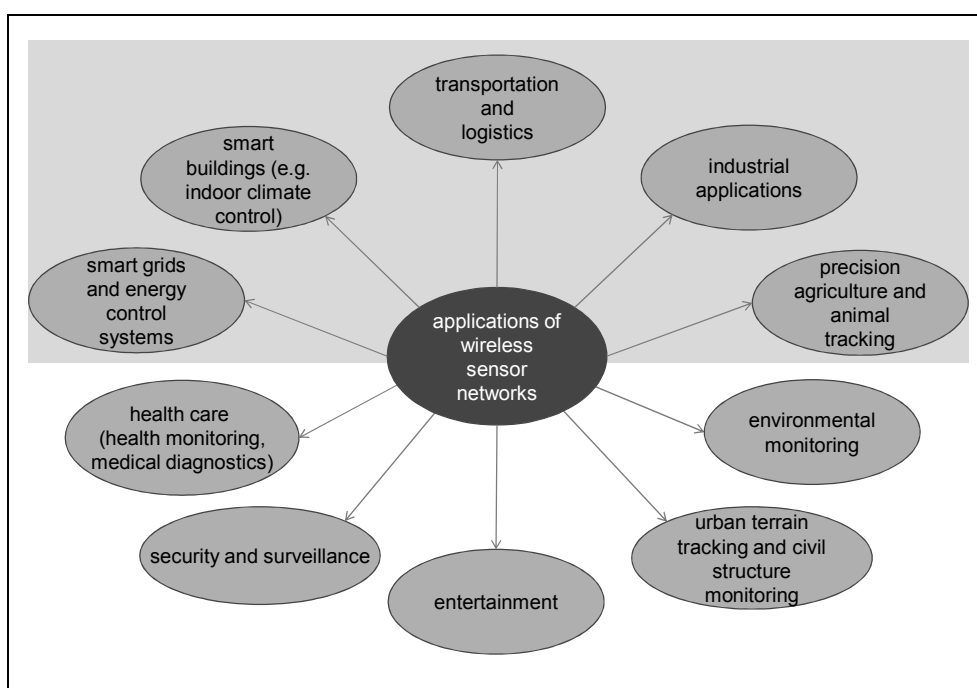 transportation
and
logistics
smart
buildings (e.g.
indoor climate
control)
industrial
applications
smart grids
and energy
control
systems
precision
agriculture and
animal
tracking
applications of
wireless
sensor
networks
health care
(health monitoring,
medical diagnostics)
environmental
monitoring
security and surveillance
urban terrain
tracking and civil
structure
monitoring
entertainment